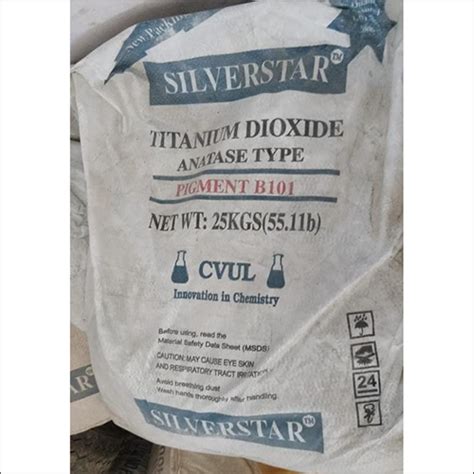 New Packing
SILVERSTAR™
TITANIUM DIOXIDE
ANATASE TYPE
PIGMENT B101
NET WT: 25KGS(55.11b)
CVUL
Innovation in Chemistry
Before using, read the
Material Safety Data Sheet (MSDS)
CAUTION: MAY CAUSE EYE SKIN
AND RESPIRATORY TRACT IRRITATION
Avoid breathing dust
Wash hands thoroughly after handling.
24
SILVERSTAR™